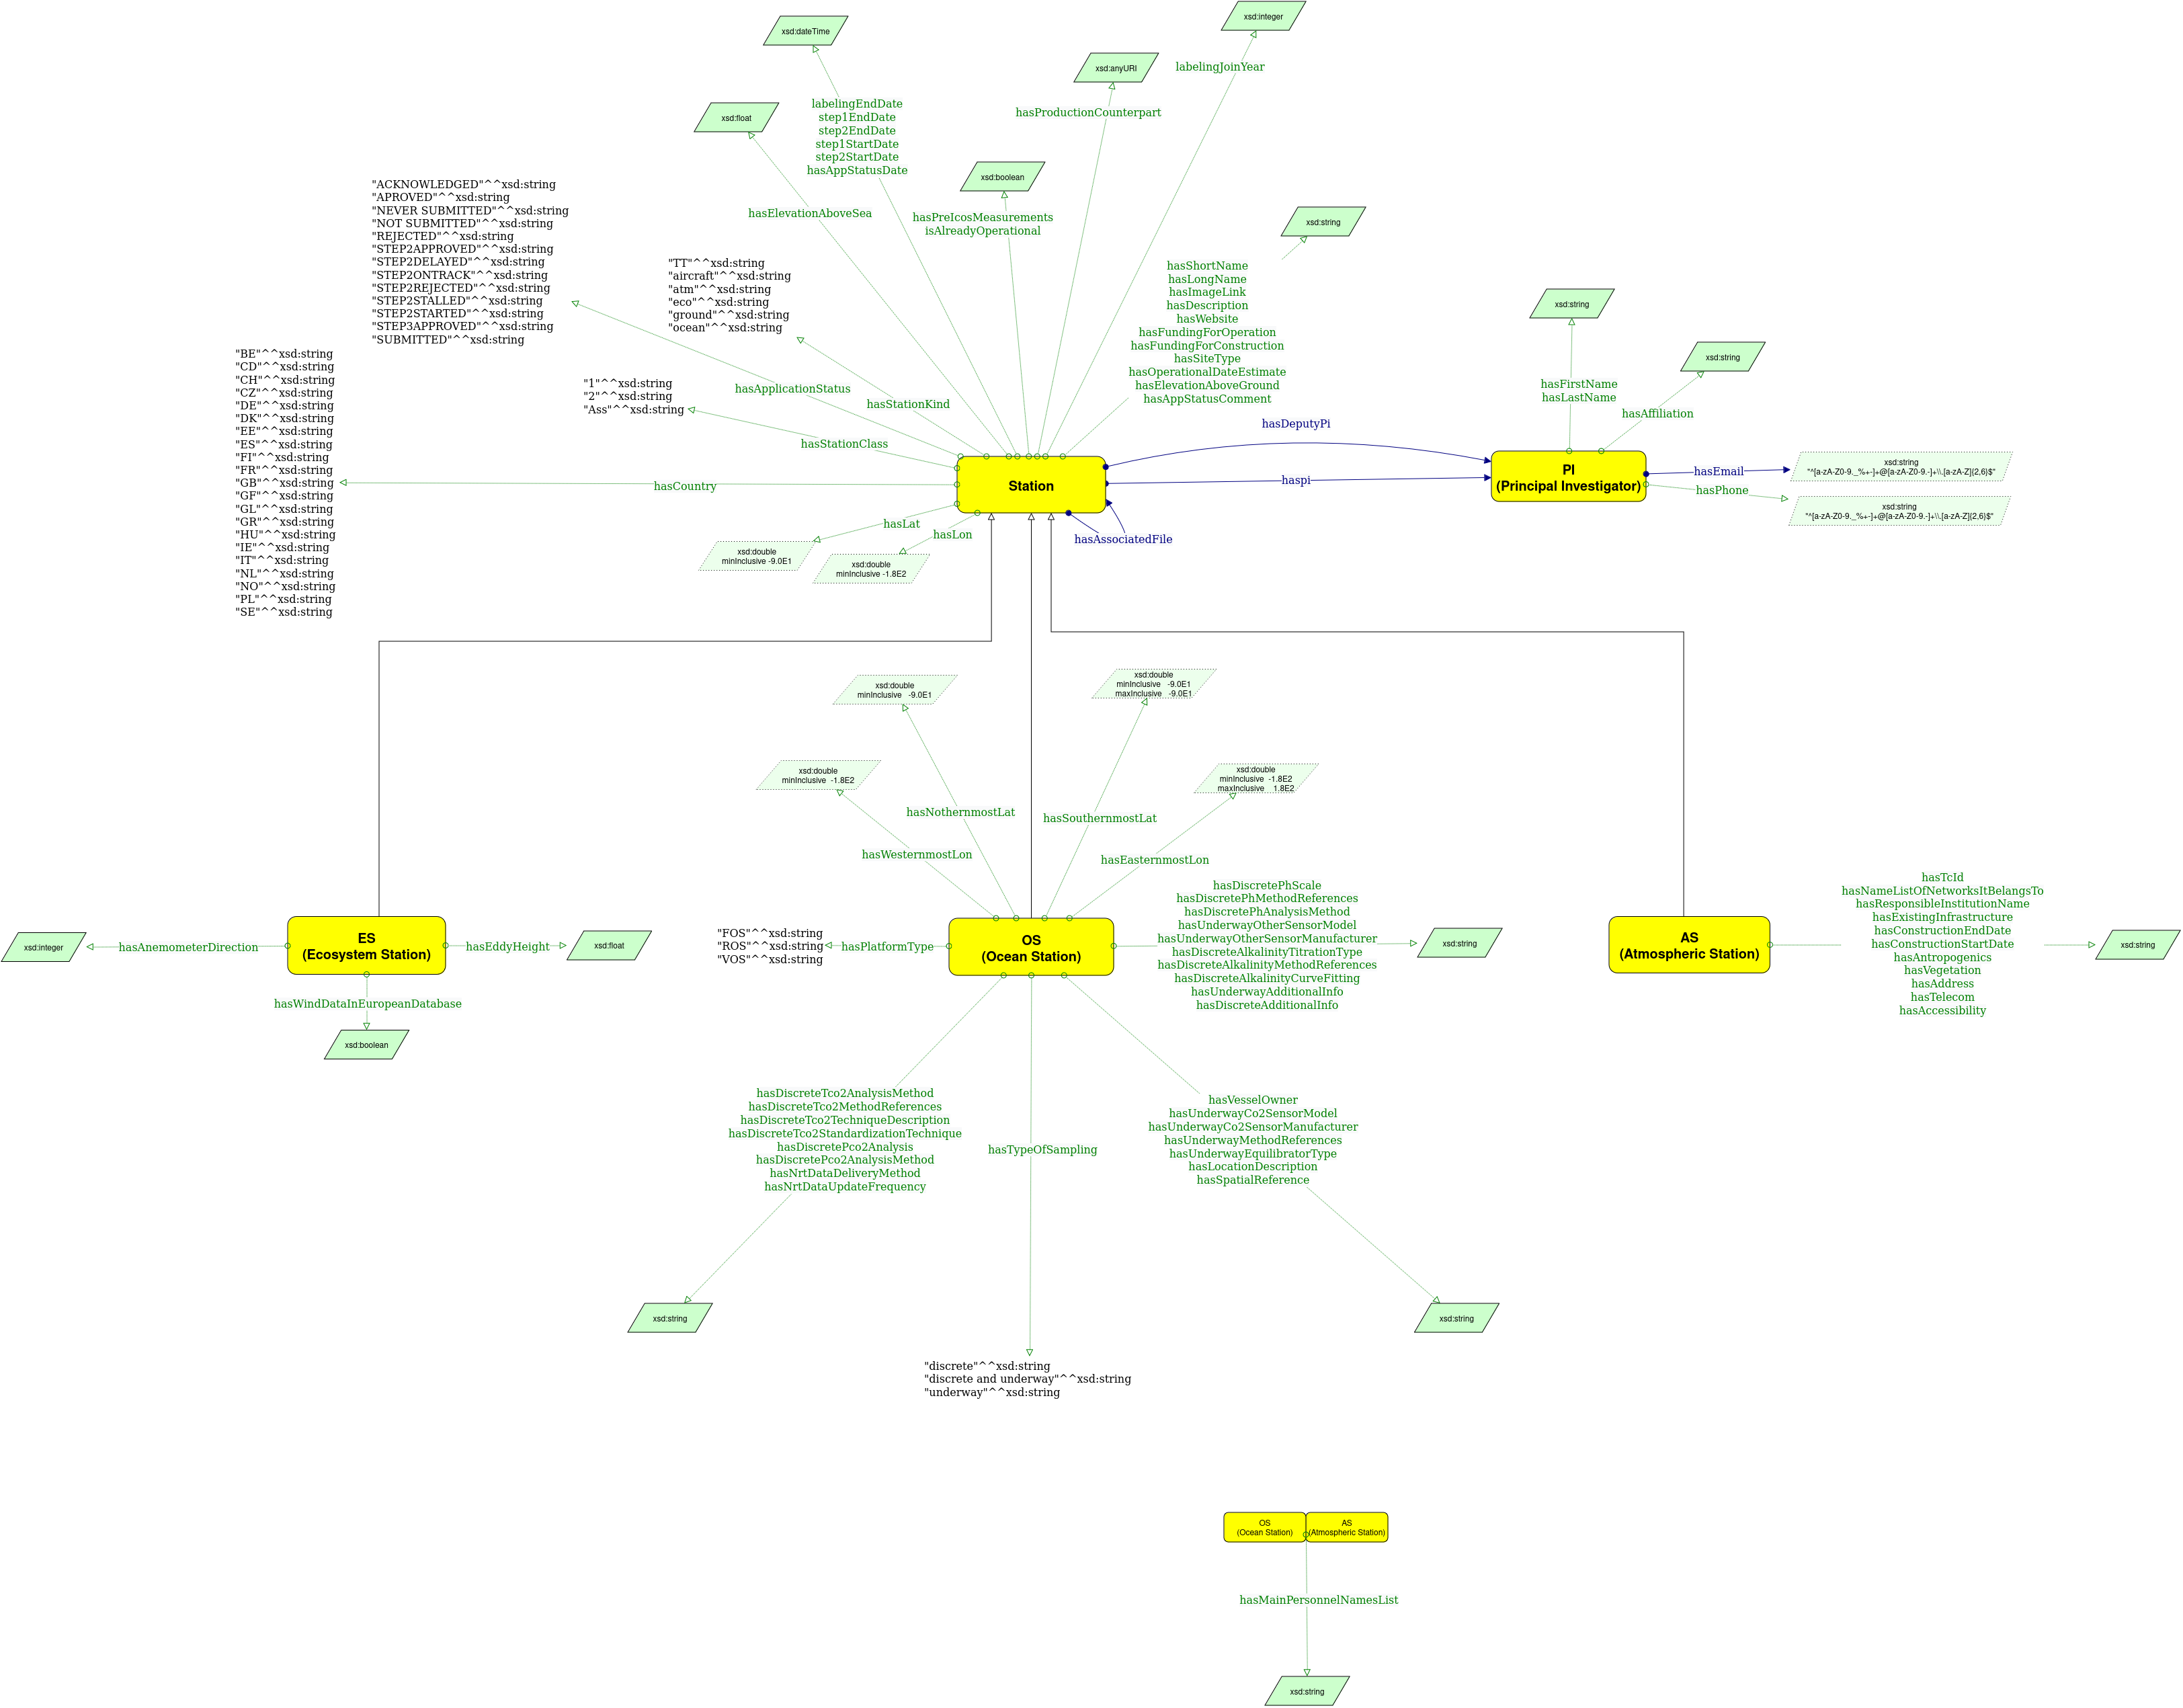 xsd:integer
xsd:dateTime
xsd:anyURI
labelingJoinYear
xsd:float
labelingEndDate
step1EndDate
step2EndDate
step1StartDate
step2StartDate
hasAppStatusDate
hasProductionCounterpart
xsd:boolean
hasElevationAboveSea
hasPreIcosMeasurements
isAlreadyOperational
xsd:string
"ACKNOWLEDGED"^^xsd:string
"APROVED"^^xsd:string
"NEVER SUBMITTED"^^xsd:string
"NOT SUBMITTED"^^xsd:string
"REJECTED"^^xsd:string
"STEP2APPROVED"^^xsd:string
"STEP2DELAYED"^^xsd:string
"STEP2ONTRACK"^^xsd:string
"STEP2REJECTED"^^xsd:string
"STEP2STALLED"^^xsd:string
"STEP2STARTED"^^xsd:string
"STEP3APPROVED"^^xsd:string
"SUBMITTED"^^xsd:string
"TT"^^xsd:string
"aircraft"^^xsd:string
"atm"^^xsd:string
"eco"^^xsd:string
"ground"^^xsd:string
"ocean"^^xsd:string
hasShortName
hasLongName
hasImageLink
hasDescription
hasWebsite
hasFundingForOperation
hasFundingForConstruction
hasSiteType
hasOperationalDateEstimate
hasElevationAboveGround
hasAppStatusComment
xsd:string
xsd:string
hasFirstName
hasLastName
hasAffiliation
"BE"^^xsd:string
"CD"^^xsd:string
"CH"^^xsd:string
"CZ"^^xsd:string
"DE"^^xsd:string
"DK"^^xsd:string
"EE"^^xsd:string
"ES"^^xsd:string
"FI"^^xsd:string
"FR"^^xsd:string
"GB"^^xsd:string
"GF"^^xsd:string
"GL"^^xsd:string
"GR"^^xsd:string
"HU"^^xsd:string
"IE"^^xsd:string
"IT"^^xsd:string
"NL"^^xsd:string
"NO"^^xsd:string
"PL"^^xsd:string
"SE"^^xsd:string
"1"^^xsd:string
"2"^^xsd:string
"Ass"^^xsd:string
hasApplicationStatus
hasStationKind
hasStationClass
hasCountry
hasDeputyPi
Station
haspi
PI
(Principal Investigator)
hasEmail
xsd:string
"^[a-zA-Z0-9._%+-]+@[a-zA-Z0-9.-]+\\.[a-zA-Z]{2,6}$"
hasPhone
xsd:string
"^[a-zA-Z0-9._%+-]+@[a-zA-Z0-9.-]+\\.[a-zA-Z]{2,6}$"
hasLat
hasLon
hasAssociatedFile
xsd:double
minInclusive -9.0E1
xsd:double
minInclusive -1.8E2
xsd:double
minInclusive -9.0E1
xsd:double
minInclusive -9.0E1
maxInclusive -9.0E1
xsd:double
minInclusive -1.8E2
xsd:double
minInclusive -1.8E2
maxInclusive 1.8E2
hasNothernmostLat
hasSouthernmostLat
hasWesternmostLon
hasEasternmostLon
xsd:integer
hasAnemometerDirection
ES
(Ecosystem Station)
hasEddyHeight
xsd:float
hasWindDataInEuropeanDatabase
xsd:boolean
"FOS"^^xsd:string
"ROS"^^xsd:string
"VOS"^^xsd:string
hasPlatformType
OS
(Ocean Station)
hasDiscretePhScale
hasDiscretePhMethodReferences
hasDiscretePhAnalysisMethod
hasUnderwayOtherSensorModel
hasUnderwayOtherSensorManufacturer
hasDiscreteAlkalinityTitrationType
hasDiscreteAlkalinityMethodReferences
hasDiscreteAlkalinityCurveFitting
hasUnderwayAdditionalInfo
hasDiscreteAdditionalInfo
xsd:string
AS
(Atmospheric Station)
hasTcId
hasNameListOfNetworksItBelangsTo
hasResponsibleInstitutionName
hasExistingInfrastructure
hasConstructionEndDate
hasConstructionStartDate
hasAntropogenics
hasVegetation
hasAddress
hasTelecom
hasAccessibility
xsd:string
hasDiscreteTco2AnalysisMethod
hasDiscreteTco2MethodReferences
hasDiscreteTco2TechniqueDescription
hasDiscreteTco2StandardizationTechnique
hasDiscretePco2Analysis
hasDiscretePco2AnalysisMethod
hasNrtDataDeliveryMethod
hasNrtDataUpdateFrequency
hasTypeOfSampling
hasVesselOwner
hasUnderwayCo2SensorModel
hasUnderwayCo2SensorManufacturer
hasUnderwayMethodReferences
hasUnderwayEquilibratorType
hasLocationDescription
hasSpatialReference
xsd:string
xsd:string
"discrete"^^xsd:string
"discrete and underway"^^xsd:string
"underway"^^xsd:string
OS
(Ocean Station)
AS
(Atmospheric Station)
hasMainPersonnelNamesList
xsd:string